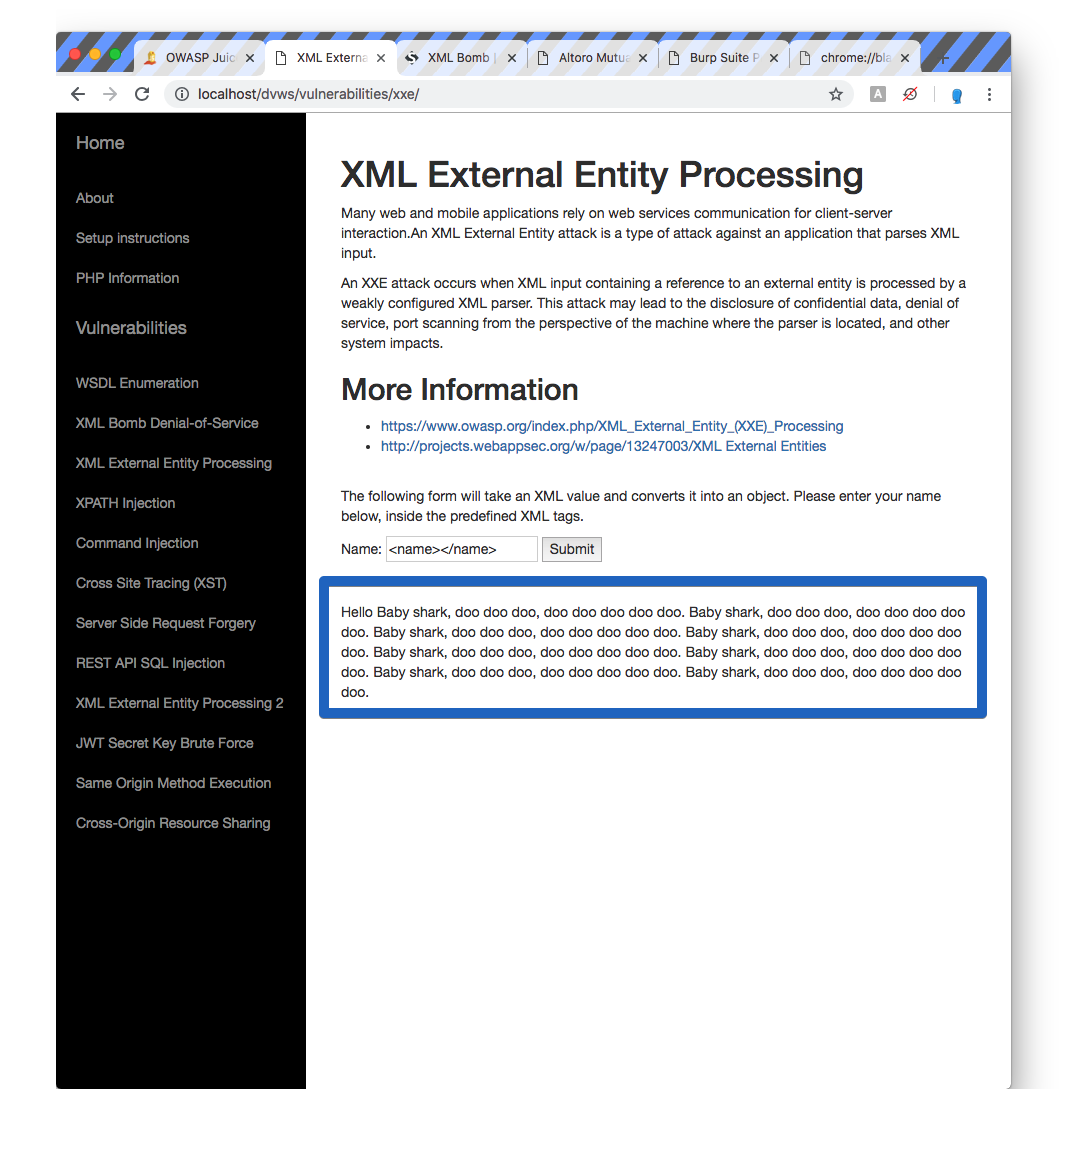 OWASP Juic
XML Externa
XML Bomb |
Altoro Mutua
Burp Suite P
chrome://bla
localhost/dvws/vulnerabilities/xxe/
A
Home
About
Setup instructions
PHP Information
Vulnerabilities
WSDL Enumeration
XML Bomb Denial-of-Service
XML External Entity Processing
XPATH Injection
Command Injection
Cross Site Tracing (XST)
Server Side Request Forgery
REST API SQL Injection
XML External Entity Processing 2
JWT Secret Key Brute Force
Same Origin Method Execution
Cross-Origin Resource Sharing
XML External Entity Processing
Many web and mobile applications rely on web services communication for client-server
interaction.An XML External Entity attack is a type of attack against an application that parses XML
input.
An XXE attack occurs when XML input containing a reference to an external entity is processed by a
weakly configured XML parser. This attack may lead to the disclosure of confidential data, denial of
service, port scanning from the perspective of the machine where the parser is located, and other
system impacts.
More Information
• https://www.owasp.org/index.php/XML_External_Entity_(XXE)_Processing
• http://projects.webappsec.org/w/page/13247003/XML External Entities
The following form will take an XML value and converts it into an object. Please enter your name
below, inside the predefined XML tags.
Name: <name></name> Submit
Hello Baby shark, doo doo doo, doo doo doo doo doo. Baby shark, doo doo doo, doo doo doo doo
doo. Baby shark, doo doo doo, doo doo doo doo doo. Baby shark, doo doo doo, doo doo doo doo
doo. Baby shark, doo doo doo, doo doo doo doo doo. Baby shark, doo doo doo, doo doo doo doo
doo. Baby shark, doo doo doo, doo doo doo doo doo. Baby shark, doo doo doo, doo doo doo doo
doo.